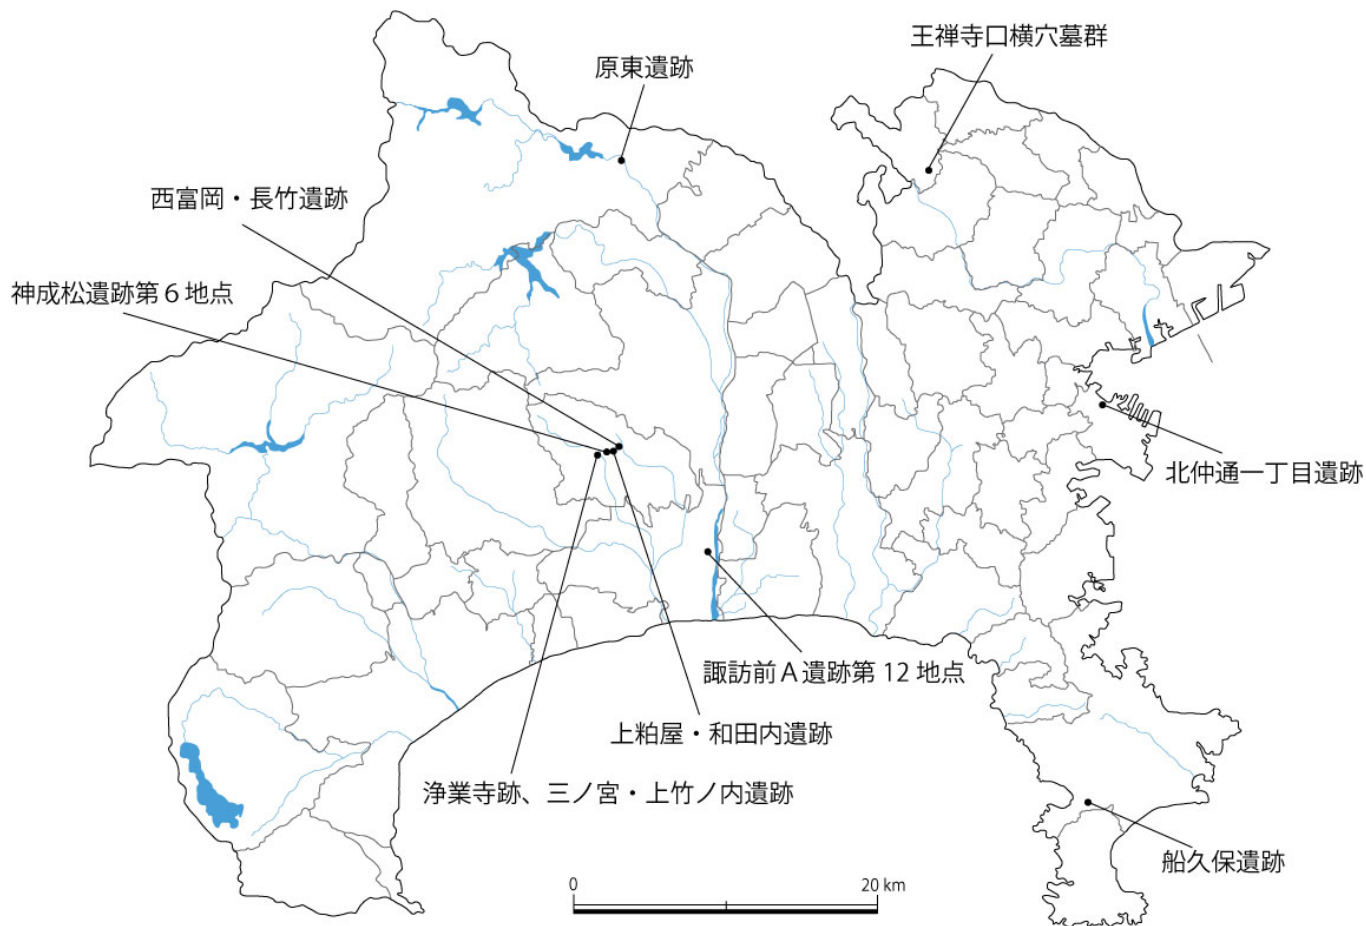 王禅寺口横穴墓群
原東遺跡
西富岡・長竹遺跡
神成松遺跡第６地点
北仲通一丁目遺跡
諏訪前Ａ遺跡第 12 地点
上粕屋・和田内遺跡
浄業寺跡、三ノ宮・上竹ノ内遺跡
船久保遺跡
0
20 km